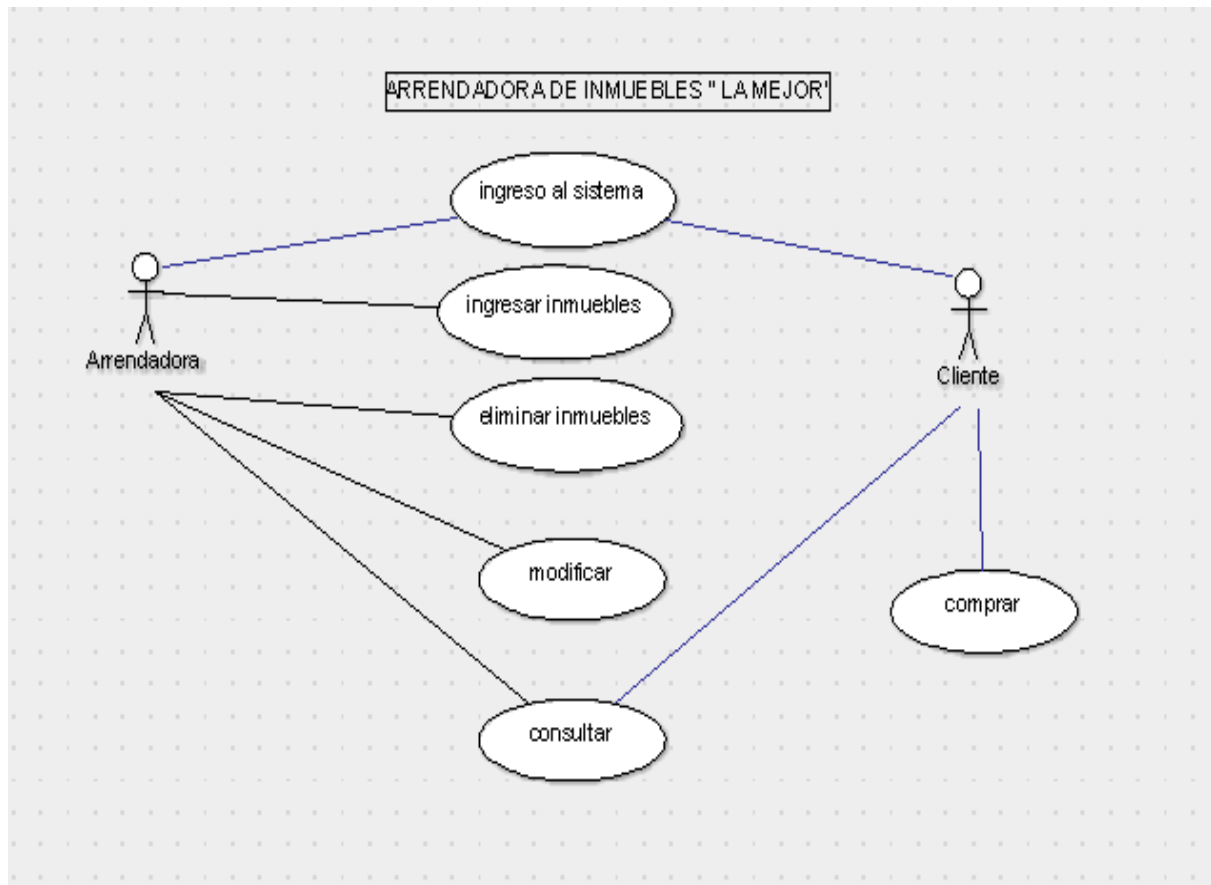 ARRENDADORA DE INMUEBLES " LA MEJOR"
ingreso al sistema
ingresar inmuebles
Arrendadora
Cliente
eliminar inmuebles
modificar
comprar
consultar